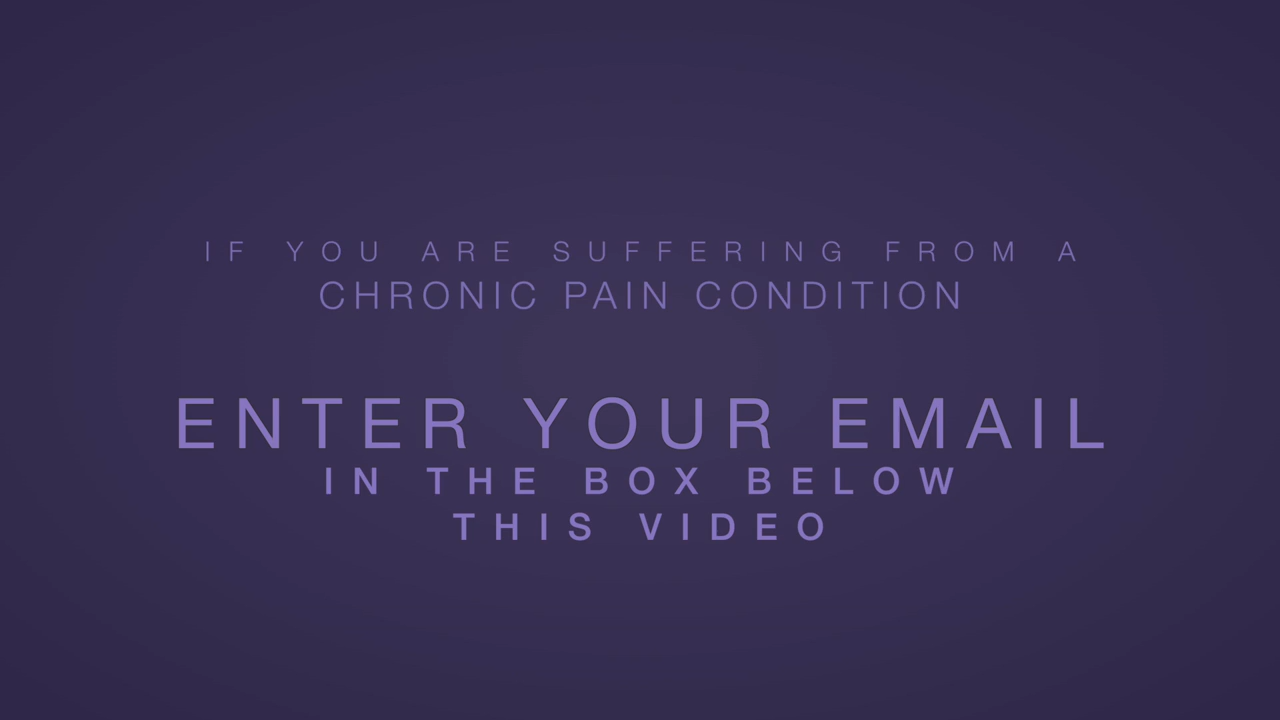 IF YOU ARE SUFFERING FROM A
CHRONIC PAIN CONDITION
ENTER YOUR EMAIL
IN THE BOX BELOW
THIS VIDEO